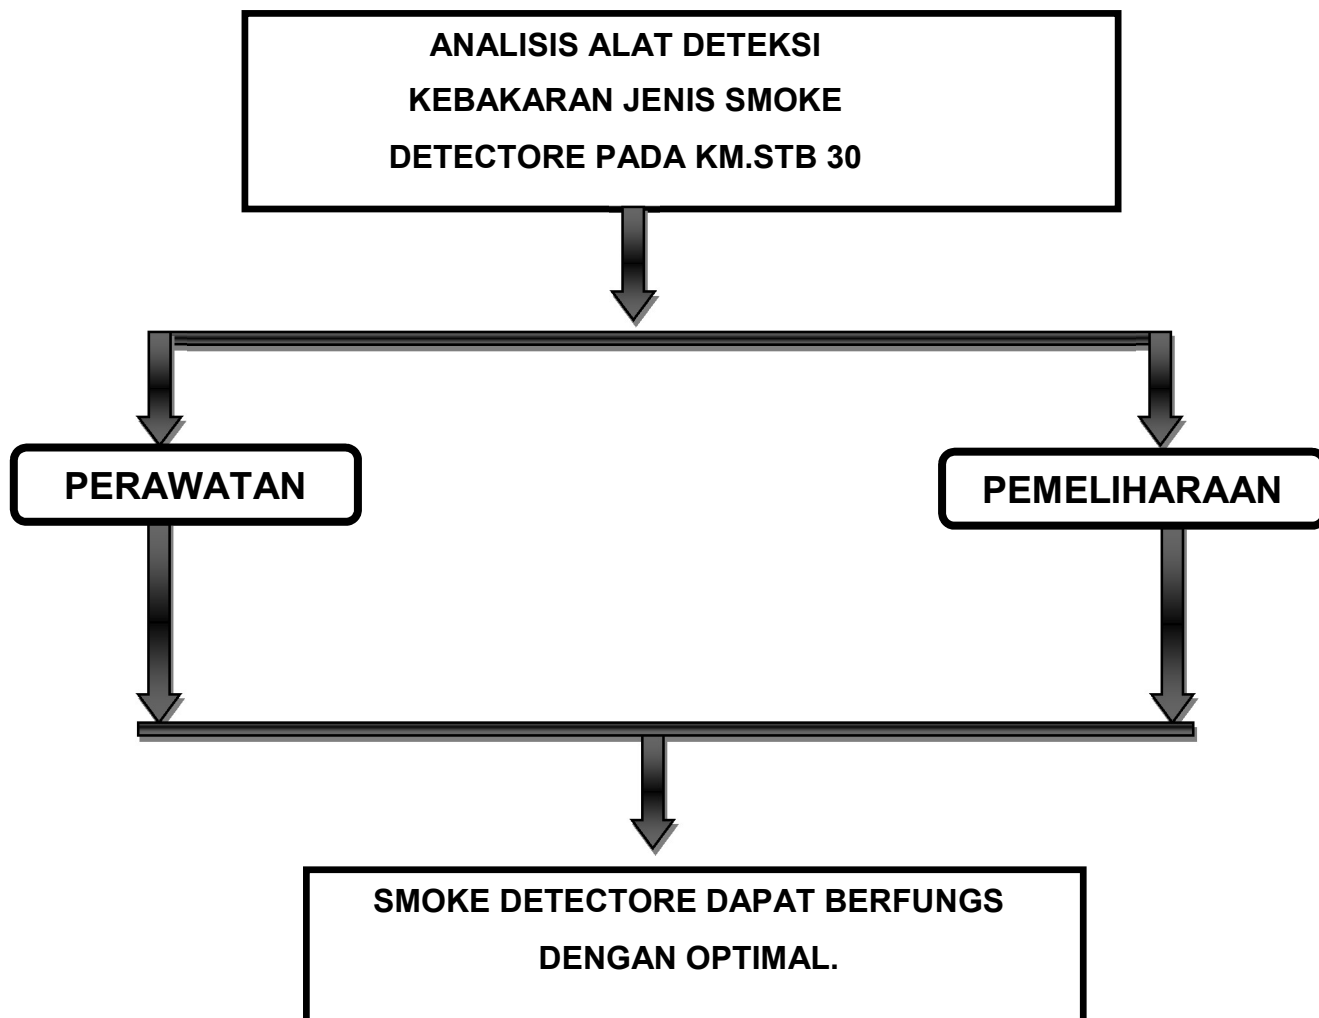 ANALISIS ALAT DETEKSI
KEBAKARAN JENIS SMOKE
DETECTORE PADA KM.STB 30
PERAWATAN
PEMELIHARAAN
SMOKE DETECTORE DAPAT BERFUNGS
DENGAN OPTIMAL.